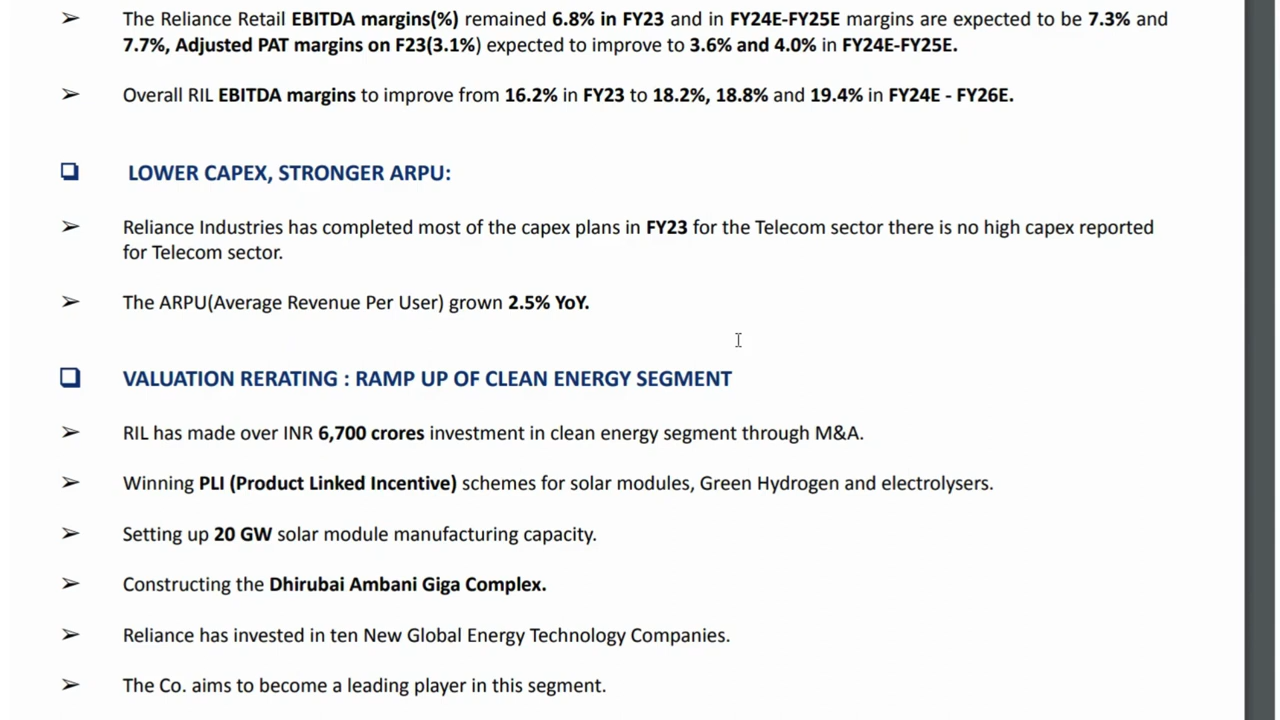 ➢ The Reliance Retail EBITDA margins(%) remained 6.8% in FY23 and in FY24E-FY25E margins are expected to be 7.3% and
7.7%, Adjusted PAT margins on F23(3.1%) expected to improve to 3.6% and 4.0% in FY24E-FY25E.
➢ Overall RIL EBITDA margins to improve from 16.2% in FY23 to 18.2%, 18.8% and 19.4% in FY24E - FY26E.
❑ LOWER CAPEX, STRONGER ARPU:
➢ Reliance Industries has completed most of the capex plans in FY23 for the Telecom sector there is no high capex reported
for Telecom sector.
➢ The ARPU(Average Revenue Per User) grown 2.5% YoY.
❑ VALUATION RERATING : RAMP UP OF CLEAN ENERGY SEGMENT
➢ RIL has made over INR 6,700 crores investment in clean energy segment through M&A.
➢ Winning PLI (Product Linked Incentive) schemes for solar modules, Green Hydrogen and electrolysers.
➢ Setting up 20 GW solar module manufacturing capacity.
➢ Constructing the Dhirubai Ambani Giga Complex.
➢ Reliance has invested in ten New Global Energy Technology Companies.
➢ The Co. aims to become a leading player in this segment.